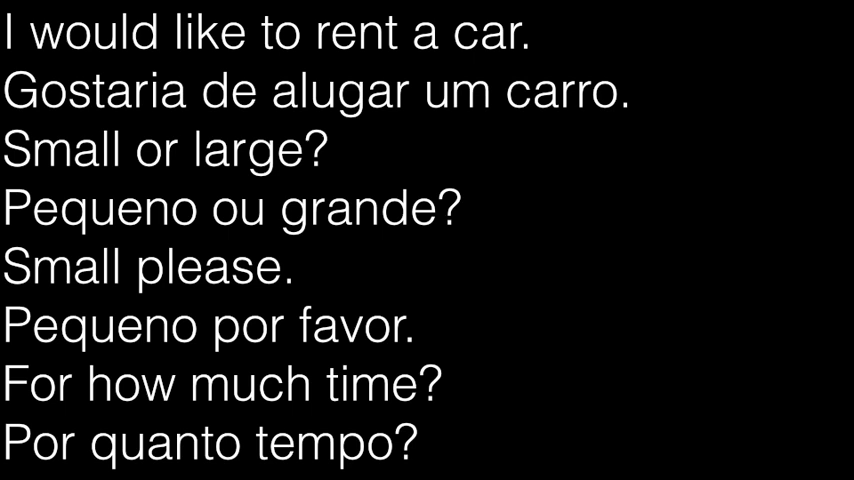 I would like to rent a car.
Gostaria de alugar um carro.
Small or large?
Pequeno ou grande?
Small please.
Pequeno por favor.
For how much time?
Por quanto tempo?